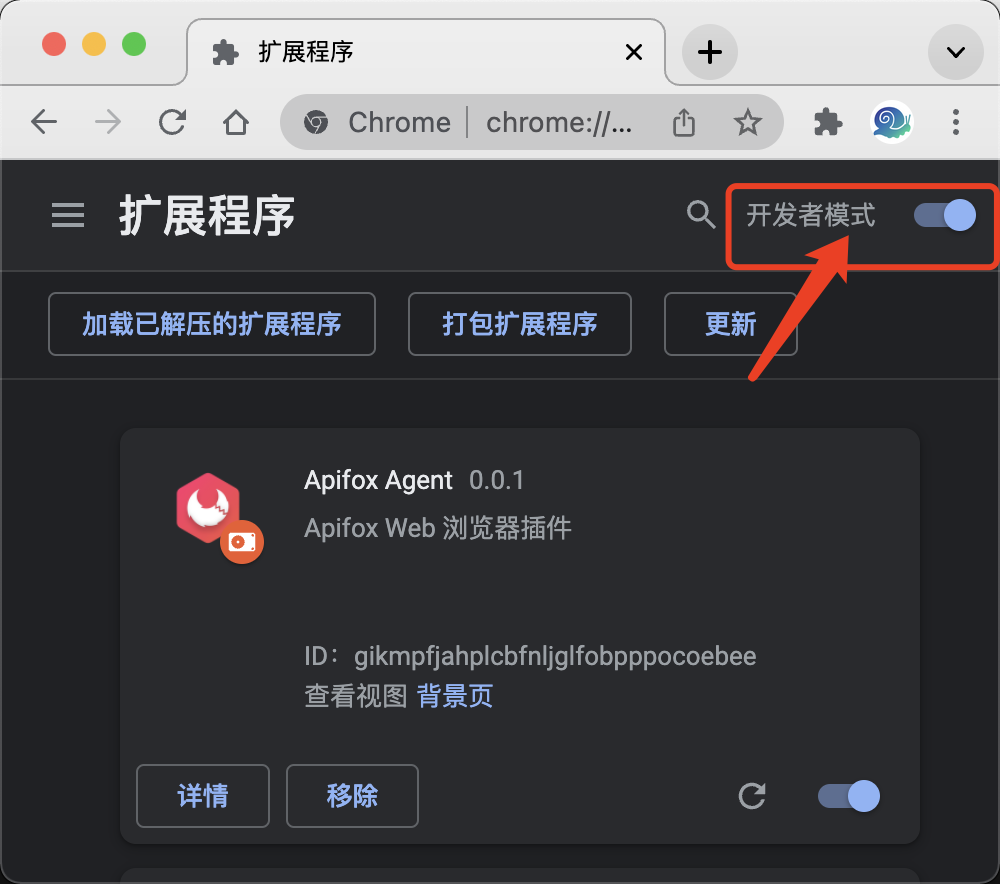 扩展程序
Chrome | chrome://...
扩展程序
开发者模式
加载已解压的扩展程序
打包扩展程序
更新
Apifox Agent 0.0.1
Apifox Web 浏览器插件
ID：gikmpfjahplcbfnljglfobpppocoebee
查看视图 背景页
详情
移除